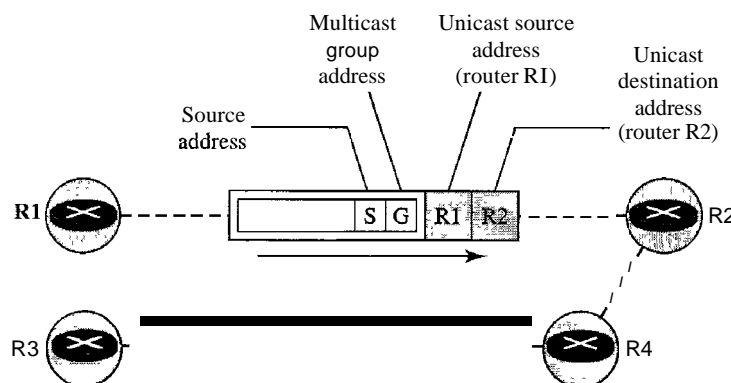 Multicast
group
address
Unicast source
address
(router RI)
Unicast
destination
address
(router R2)
Source
address
R1
S G R1 R2
R2
R3
R4